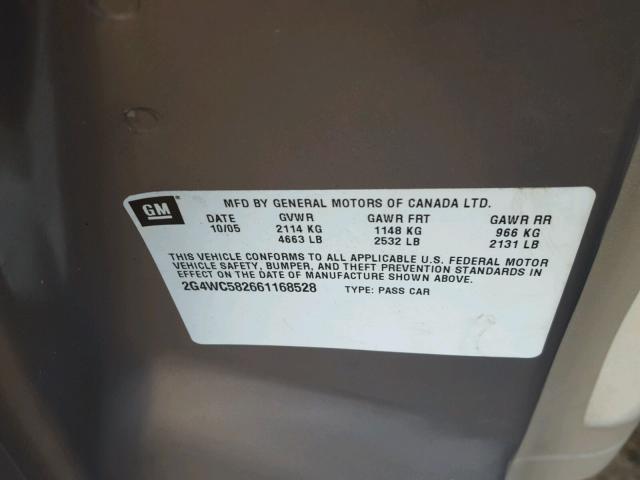 GM MFD BY GENERAL MOTORS OF CANADA LTD.
DATE GVWR GAWR FRT GAWR RR
10/05 2114 KG 1148 KG 966 KG
4663 LB 2532 LB 2131 LB
THIS VEHICLE CONFORMS TO ALL APPLICABLE U.S. FEDERAL MOTOR
VEHICLE SAFETY, BUMPER, AND THEFT PREVENTION STANDARDS IN
EFFECT ON THE DATE OF MANUFACTURE SHOWN ABOVE.
2G4WC582661168528 TYPE: PASS CAR